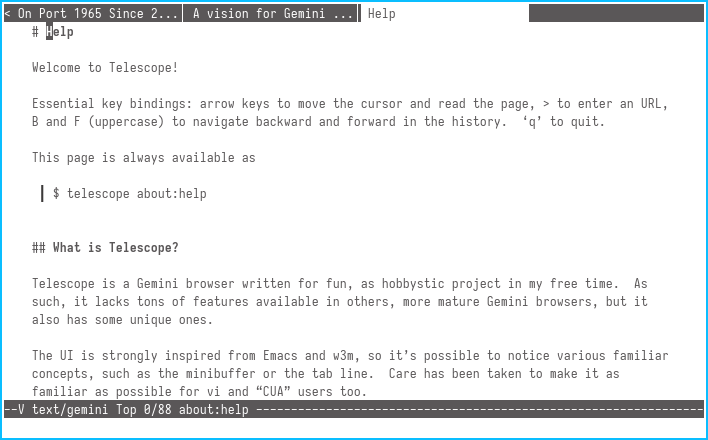 < On Port 1965 Since 2... A vision for Gemini ... Help
# Help
Welcome to Telescope!
Essential key bindings: arrow keys to move the cursor and read the page, > to enter an URL,
B and F (uppercase) to navigate backward and forward in the history.  ‘q’ to quit.
This page is always available as
$ telescope about:help
## What is Telescope?
Telescope is a Gemini browser written for fun, as hobbystic project in my free time.  As
such, it lacks tons of features available in others, more mature Gemini browsers, but it
also has some unique ones.
The UI is strongly inspired from Emacs and w3m, so it’s possible to notice various familiar
concepts, such as the minibuffer or the tab line.  Care has been taken to make it as
familiar as possible for vi and “CUA” users too.
--V text/gemini Top 0/88 about:help ----------------------------------------------------------------